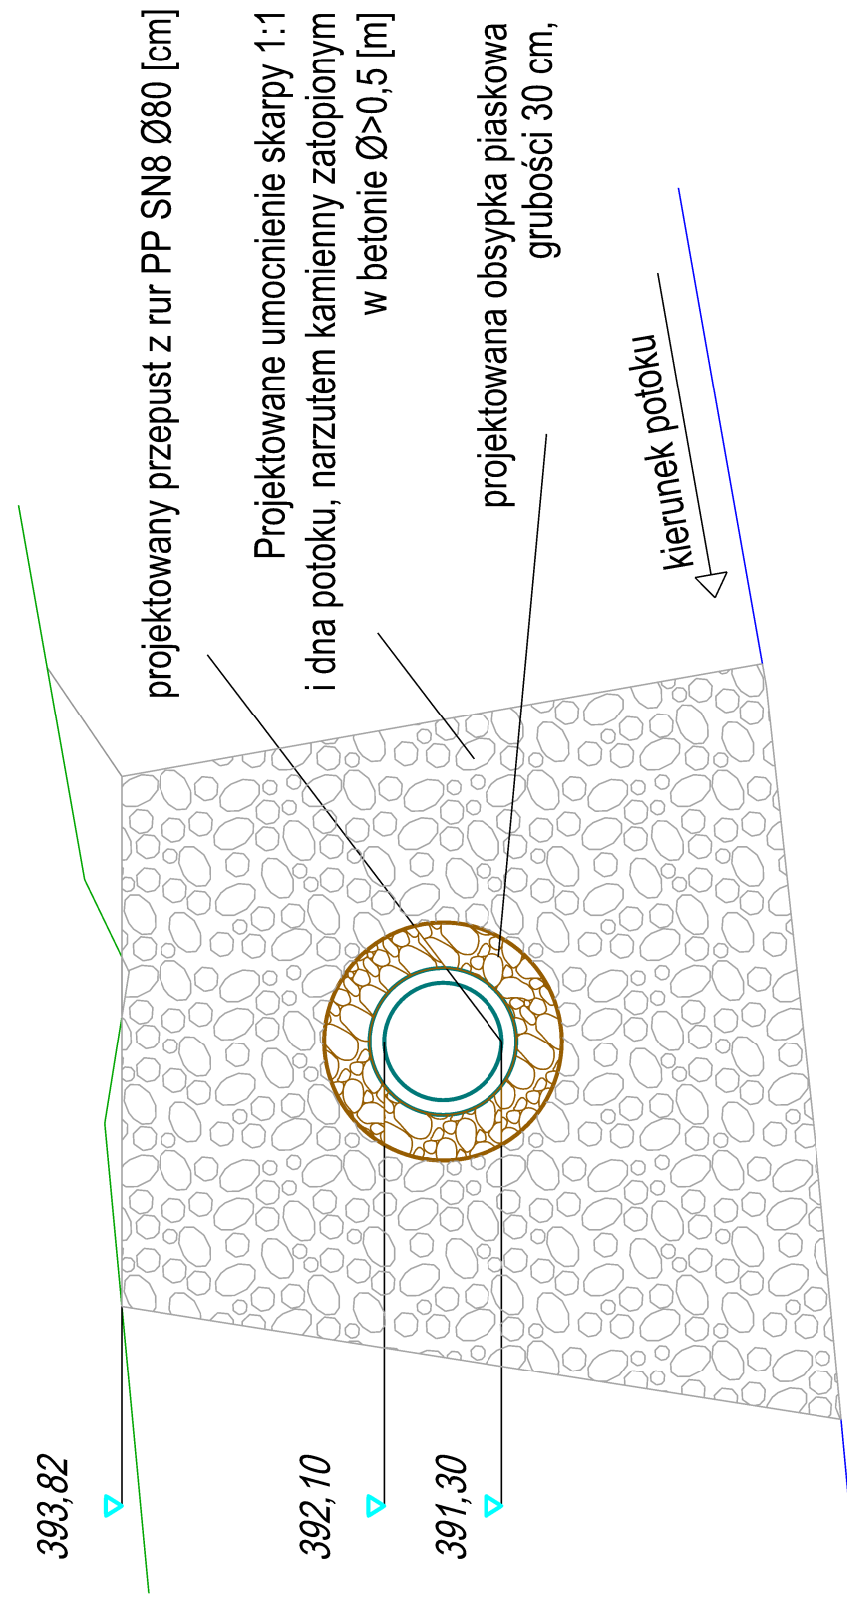 projektowany przepust z rur PP SN8 Ø80 [cm]
Projektowane umocnienie skarpy 1:1
i dna potoku, narzutem kamienny zatopionym
w betonie Ø>0,5 [m]
projektowana obsypka piaskowa
grubości 30 cm,
kierunek potoku
393,82
392,10
391,30